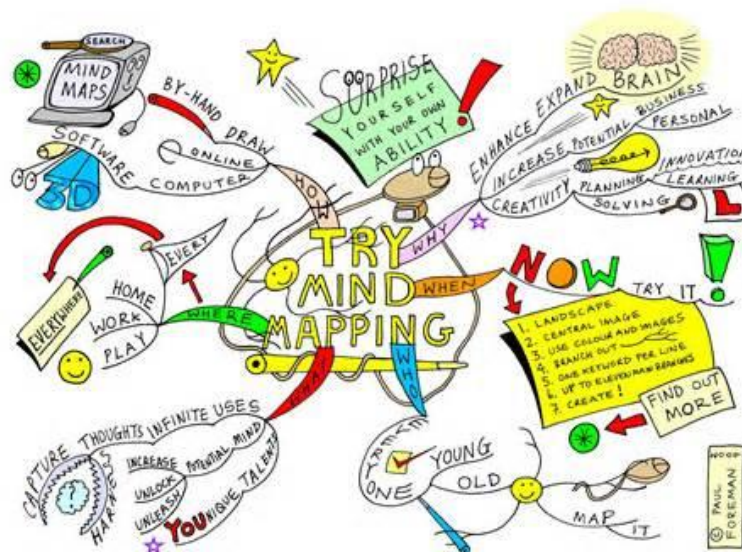 TRY
MIND
MAPPING
SURPRISE
YOURSELF
WITH YOUR OWN
ABILITY!
WHY
ENHANCE EXPAND BRAIN
INCREASE POTENTIAL BUSINESS
PERSONAL
CREATIVITY PLANNING INNOVATION
LEARNING
SOLVING
L
WHEN
NOW
TRY IT!
1. LANDSCAPE
2. CENTRAL IMAGE
3. USE COLOUR AND IMAGES
4. BRANCH OUT
5. ONE KEYWORD PER LINE
6. UP TO ELEVEN MAIN BRANCHES
7. CREATE!
FIND OUT
MORE
WHO
EVERYONE
YOUNG
OLD
MAP IT
WHAT
INFINITE USES
CAPTURE THOUGHTS
HARNESS
INCREASE
UNLOCK
UNLEASH
POTENTIAL MIND
YOUNIQUE TALENTS
WHERE
EVERY
HOME
WORK
PLAY
EVERYWHERE
HOW
DRAW
BY-HAND
ONLINE
COMPUTER
SOFTWARE
3D
SEARCH
MIND
MAPS
© PAUL
FOREMAN